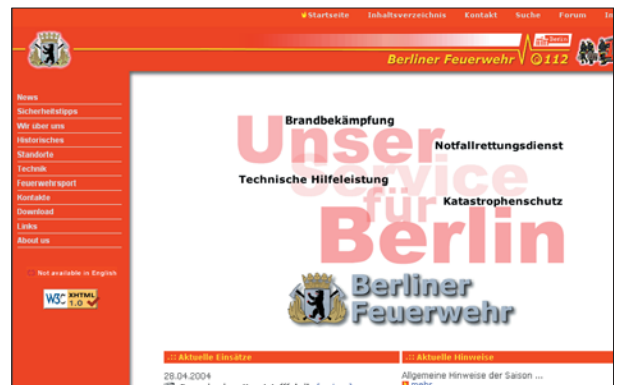 Startseite Inhaltsverzeichnis Kontakt Suche Forum
Berlin
Berliner Feuerwehr 112
News
Sicherheitstipps
Wir über uns
Historisches
Standorte
Technik
Feuerwehrsport
Kontakte
Download
Links
About us
Not available in English
W3C XHTML 1.0
Brandbekämpfung
Unser
Notfallrettungsdienst
Service
Technische Hilfeleistung
Katastrophenschutz
für
Berlin
Berliner
Feuerwehr
.:: Aktuelle Einsätze
.:: Aktuelle Hinweise
28.04.2004
Allgemeine Hinweise der Saison ...
mehr